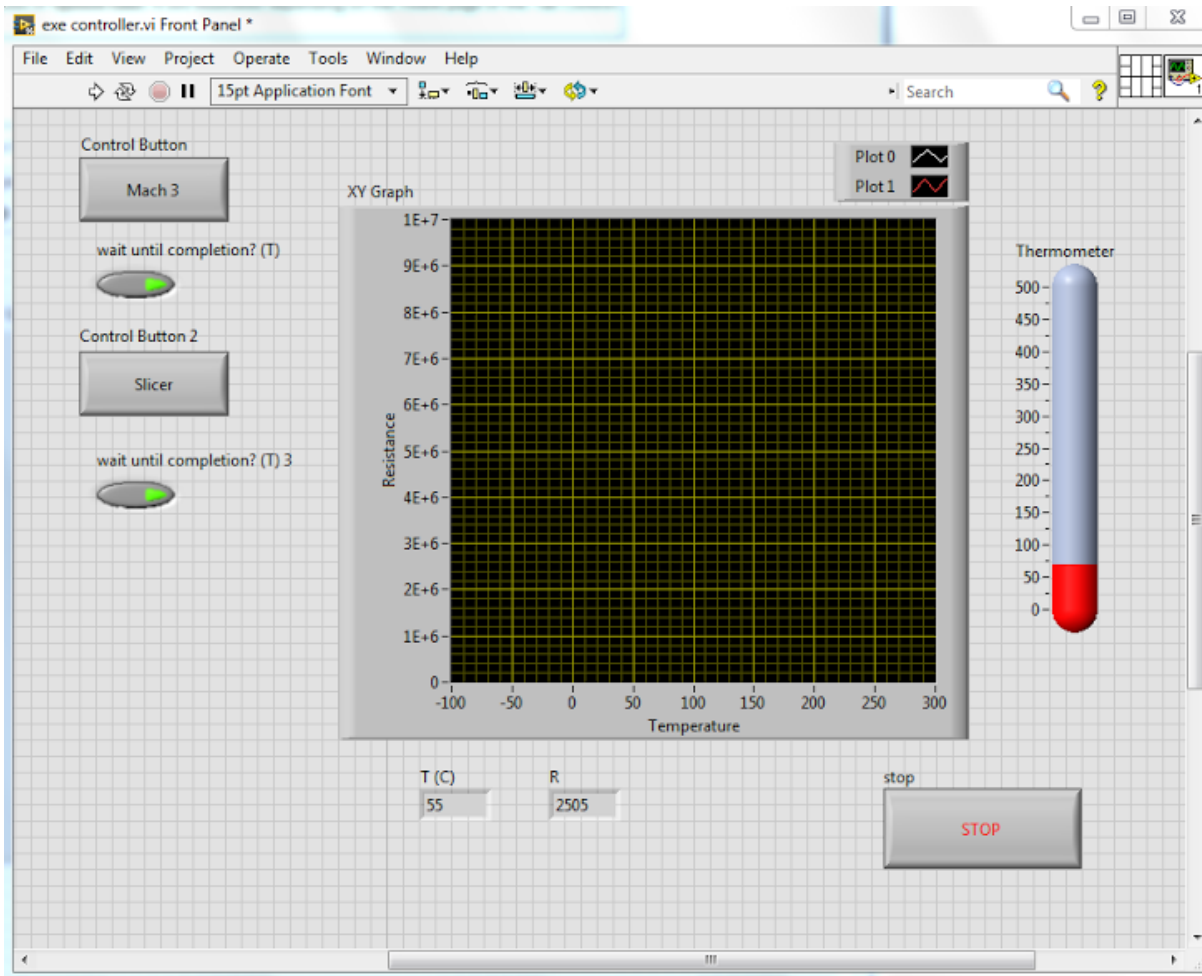 exe controller.vi Front Panel *
File Edit View Project Operate Tools Window Help
15pt Application Font
Search
?
1
Control Button
Mach 3
wait until completion? (T)
Control Button 2
Slicer
wait until completion? (T) 3
Plot 0
Plot 1
XY Graph
1E+7
9E+6
8E+6
7E+6
6E+6
5E+6
4E+6
3E+6
2E+6
1E+6
0
Resistance
-100 -50 0 50 100 150 200 250 300
Temperature
Thermometer
500
450
400
350
300
250
200
150
100
50
0
T (C) R
55 2505
stop
STOP